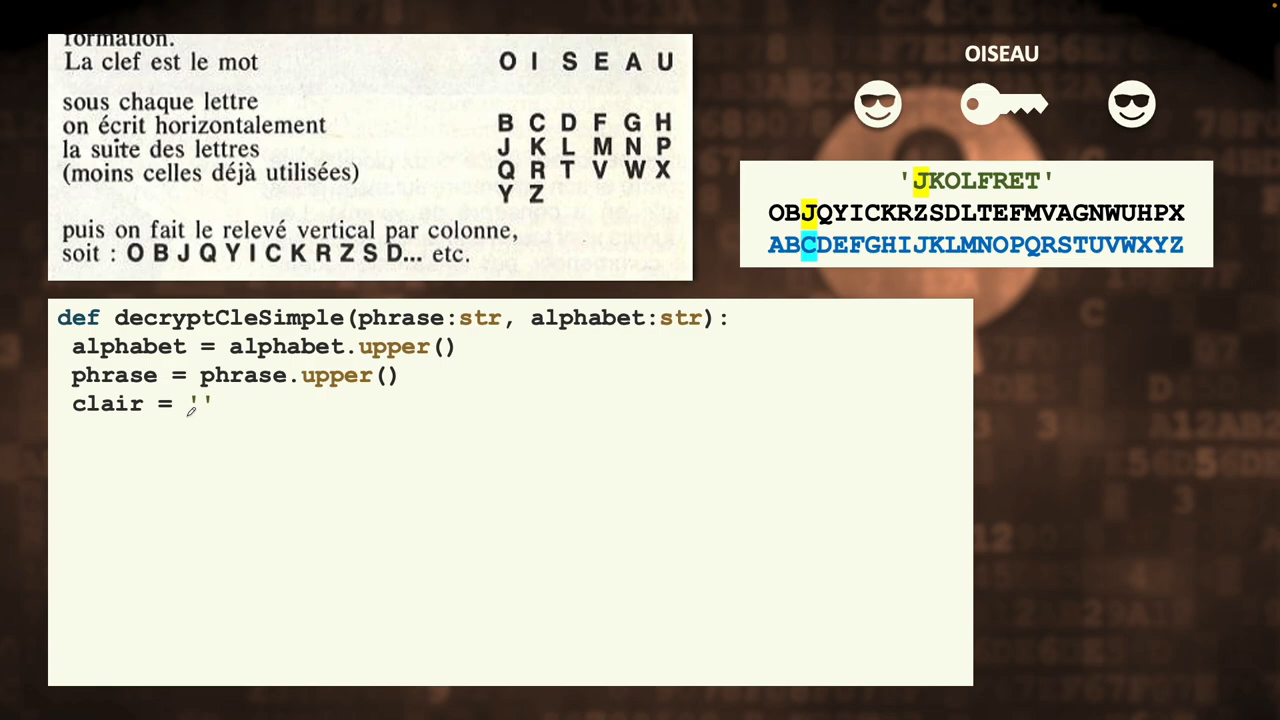 formation.
La clef est le mot O I S E A U
sous chaque lettre
on écrit horizontalement B C D F G H
la suite des lettres J K L M N P
(moins celles déjà utilisées) Q R T V W X
Y Z
puis on fait le relevé vertical par colonne,
soit : O B J Q Y I C K R Z S D... etc.
OISEAU
'JKOLFRET'
OBJQYICKRZSDLTEFMVAGNWUHPX
ABCDEFGHIJKLMNOPQRSTUVWXYZ
def decryptCleSimple(phrase:str, alphabet:str):
alphabet = alphabet.upper()
phrase = phrase.upper()
clair = ''